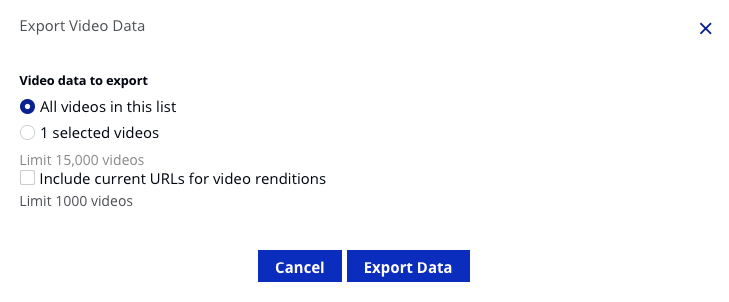 Export Video Data
Video data to export
All videos in this list
1 selected videos
Limit 15,000 videos
Include current URLs for video renditions
Limit 1000 videos
Cancel
Export Data